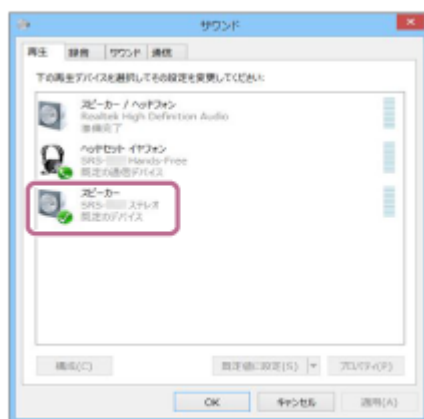 サウンド
再生 録音 サウンド 通信
下の再生デバイスを選択してその設定を変更してください:
スピーカー / ヘッドフォン
Realtek High Definition Audio
準備完了
ヘッドセット イヤフォン
SRS- Hands-Free
既定の通信デバイス
スピーカー
SRS- ステレオ
既定のデバイス
構成(C) 既定値に設定(S) プロパティ(P)
OK キャンセル 適用(A)